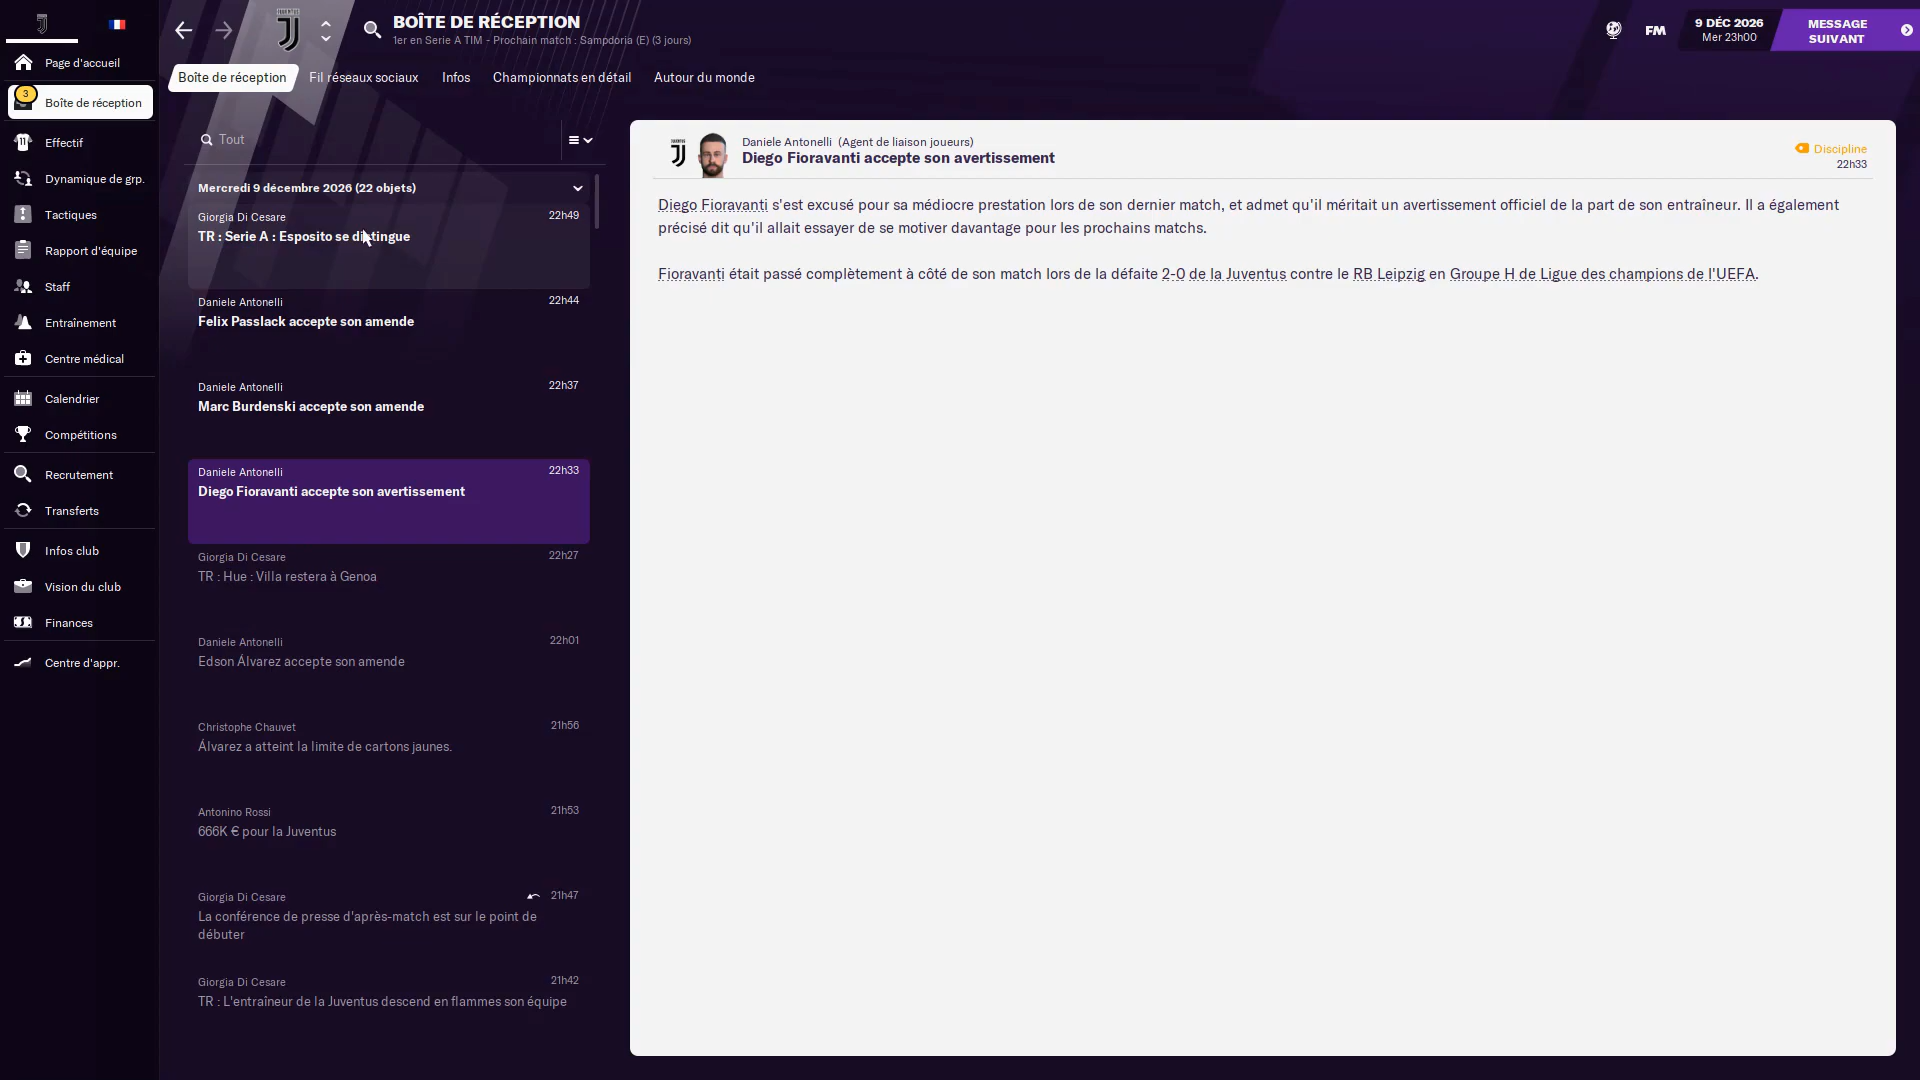 BOÎTE DE RÉCEPTION
1er en Serie A TIM - Prochain match : Sampdoria (E) (3 jours)
FM
9 DÉC 2026
Mer 23h00
MESSAGE
SUIVANT
Boîte de réception
Fil réseaux sociaux
Infos
Championnats en détail
Autour du monde
Page d'accueil
3
Boîte de réception
11
Effectif
Dynamique de grp.
Tactiques
Rapport d'équipe
Staff
Entraînement
Centre médical
Calendrier
Compétitions
Recrutement
Transferts
Infos club
Vision du club
Finances
Centre d'appr.
Tout
Mercredi 9 décembre 2026 (22 objets)
Giorgia Di Cesare 22h49
TR : Serie A : Esposito se distingue
Daniele Antonelli 22h44
Felix Passlack accepte son amende
Daniele Antonelli 22h37
Marc Burdenski accepte son amende
Daniele Antonelli 22h33
Diego Fioravanti accepte son avertissement
Giorgia Di Cesare 22h27
TR : Hue : Villa restera à Genoa
Daniele Antonelli 22h01
Edson Álvarez accepte son amende
Christophe Chauvet 21h56
Álvarez a atteint la limite de cartons jaunes.
Antonino Rossi 21h53
666K € pour la Juventus
Giorgia Di Cesare 21h47
La conférence de presse d'après-match est sur le point de
débuter
Giorgia Di Cesare 21h42
TR : L'entraîneur de la Juventus descend en flammes son équipe
Daniele Antonelli (Agent de liaison joueurs)
Diego Fioravanti accepte son avertissement
Discipline
22h33
Diego Fioravanti s'est excusé pour sa médiocre prestation lors de son dernier match, et admet qu'il méritait un avertissement officiel de la part de son entraîneur. Il a également
précisé dit qu'il allait essayer de se motiver davantage pour les prochains matchs.
Fioravanti était passé complètement à côté de son match lors de la défaite 2-0 de la Juventus contre le RB Leipzig en Groupe H de Ligue des champions de l'UEFA.